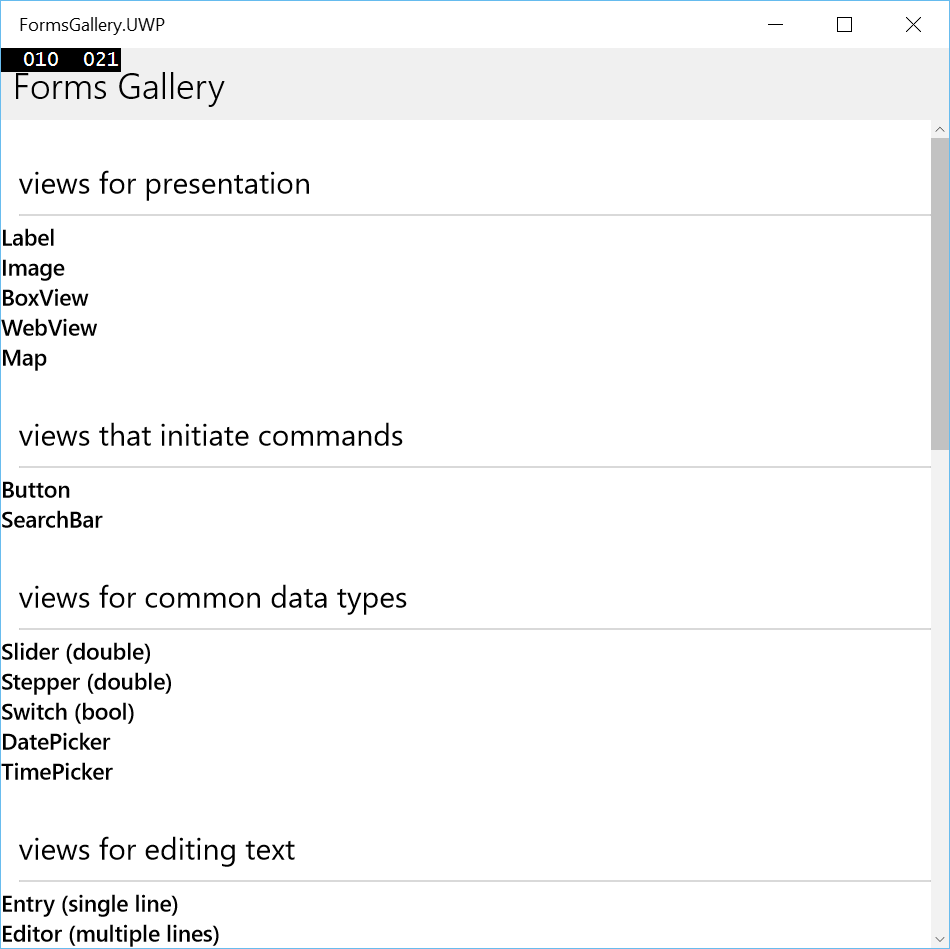 FormsGallery.UWP
010 021
Forms Gallery
views for presentation
Label
Image
BoxView
WebView
Map
views that initiate commands
Button
SearchBar
views for common data types
Slider (double)
Stepper (double)
Switch (bool)
DatePicker
TimePicker
views for editing text
Entry (single line)
Editor (multiple lines)